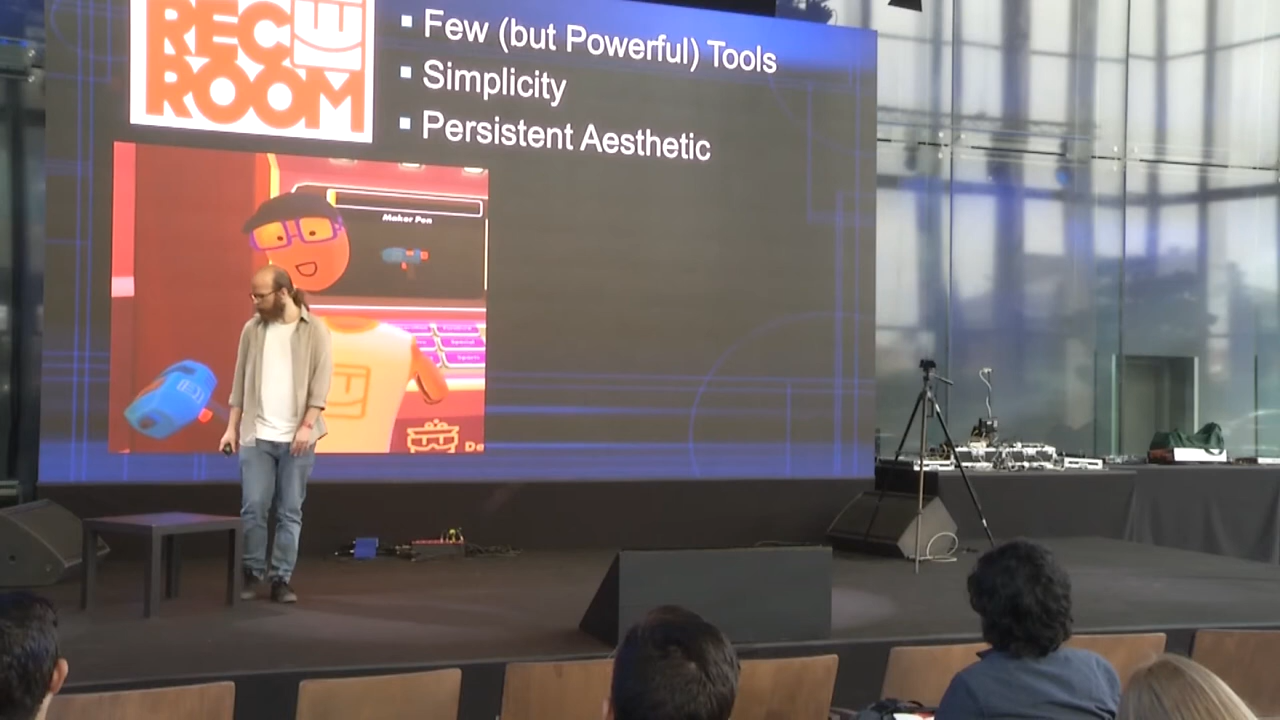 REC
ROOM
▪ Few (but Powerful) Tools
▪ Simplicity
▪ Persistent Aesthetic
Maker Pen